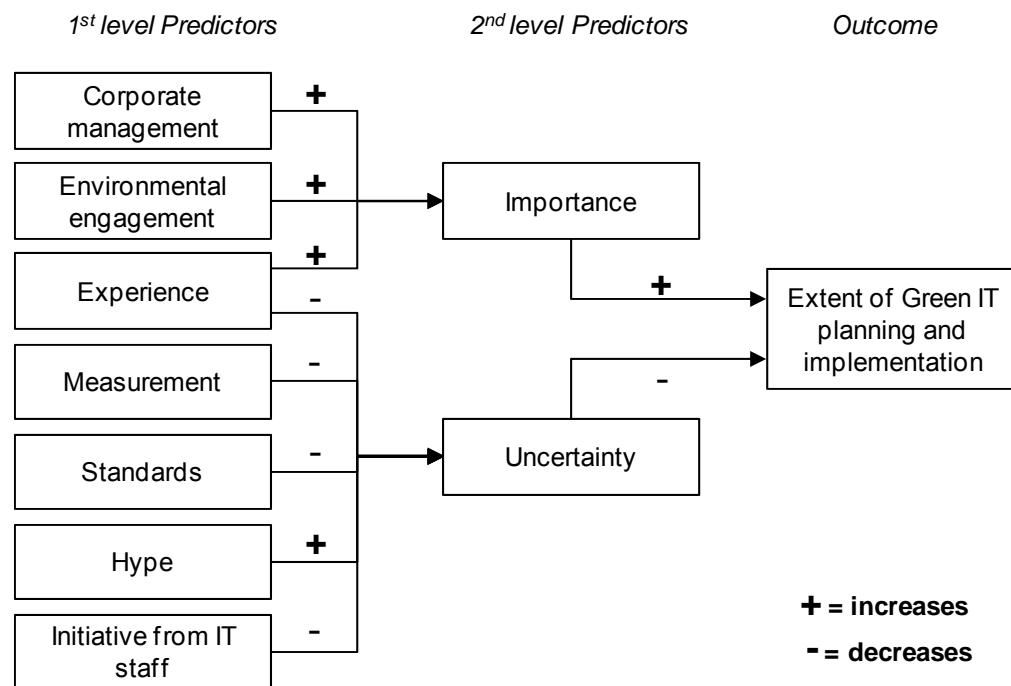 1st level Predictors
2nd level Predictors
Outcome
Corporate
management
+
Environmental
engagement
+
Experience
+
-
Measurement
-
Standards
-
Hype
+
Initiative from IT
staff
-
Importance
+
Uncertainty
-
Extent of Green IT
planning and
implementation
+ = increases
- = decreases